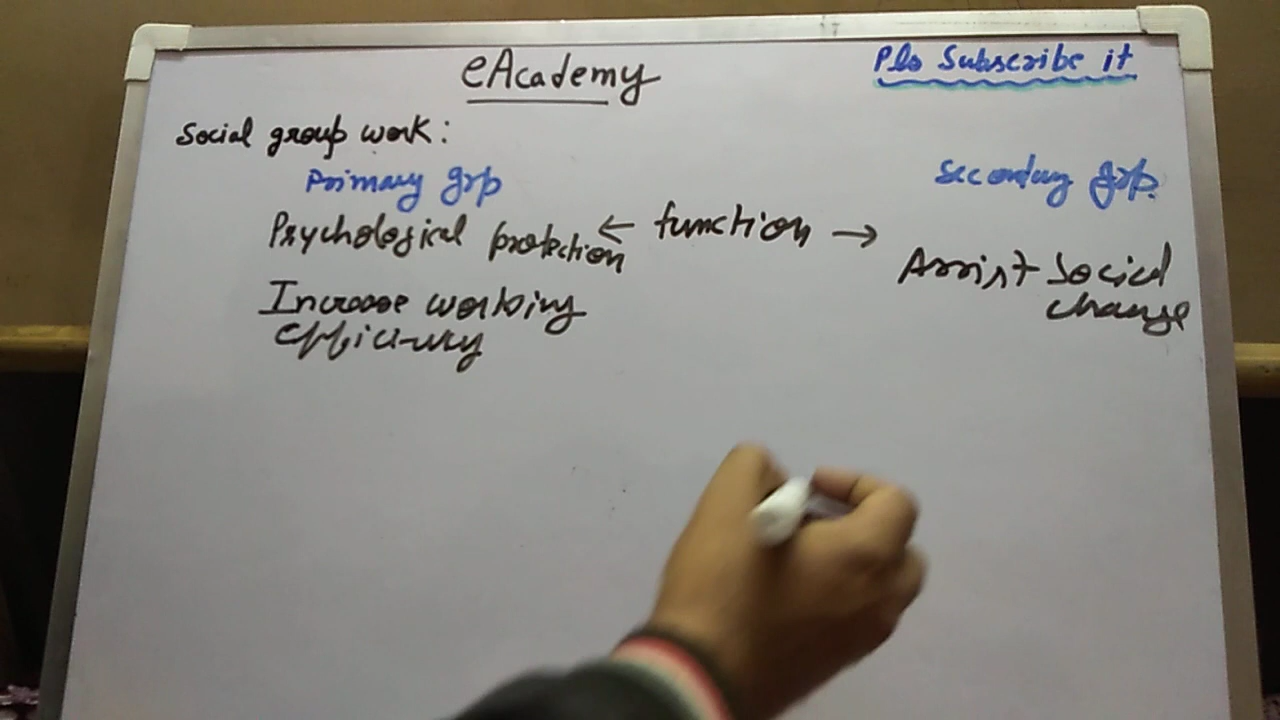 eAcademy
Pls Subscribe it
Social group work:
Primary grp
Secondary grp.
Psychological protection ← function →
Assist Social
change
Increase working
efficiency